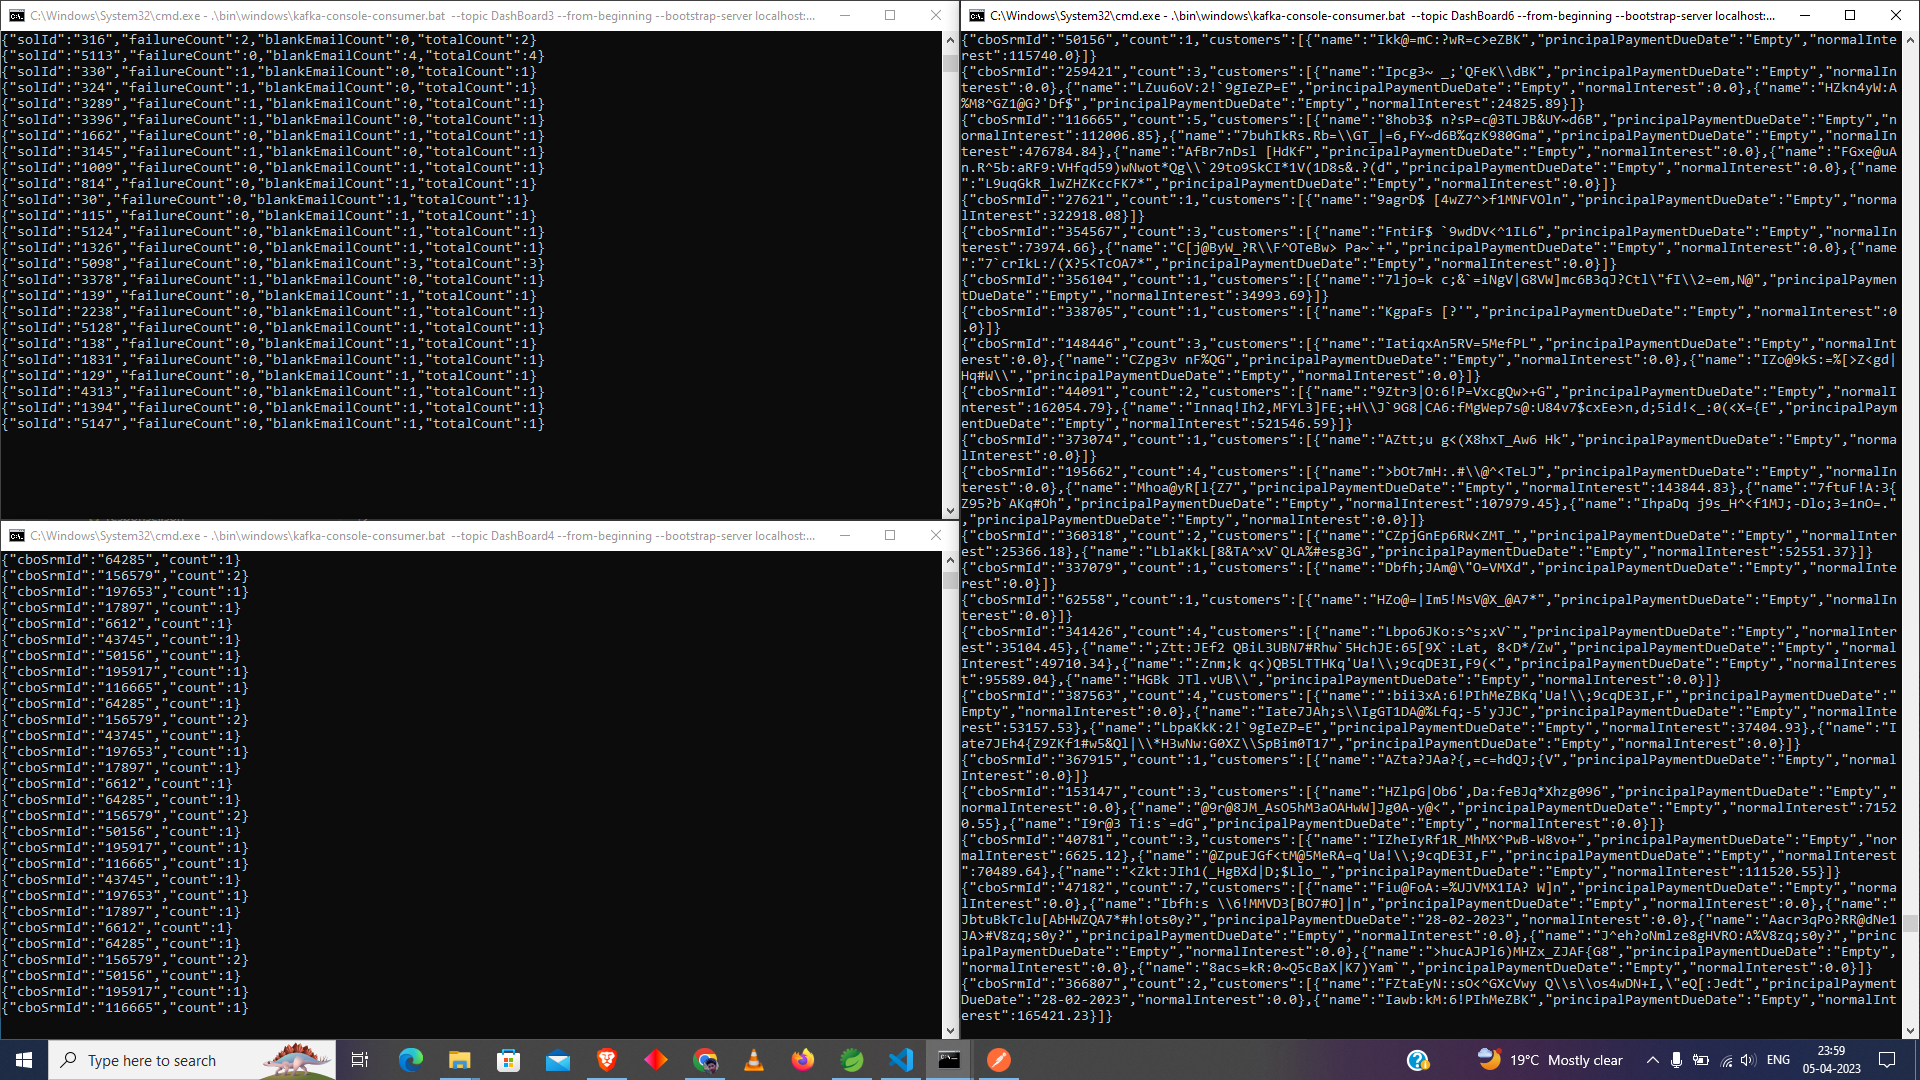 C:\Windows\System32\cmd.exe - .\bin\windows\kafka-console-consumer.bat --topic DashBoard3 --from-beginning --bootstrap-server localhost:...
{"solId":"316","failureCount":2,"blankEmailCount":0,"totalCount":2}
{"solId":"5113","failureCount":0,"blankEmailCount":4,"totalCount":4}
{"solId":"330","failureCount":1,"blankEmailCount":0,"totalCount":1}
{"solId":"324","failureCount":1,"blankEmailCount":0,"totalCount":1}
{"solId":"3289","failureCount":1,"blankEmailCount":0,"totalCount":1}
{"solId":"3396","failureCount":1,"blankEmailCount":0,"totalCount":1}
{"solId":"1662","failureCount":0,"blankEmailCount":1,"totalCount":1}
{"solId":"3145","failureCount":1,"blankEmailCount":0,"totalCount":1}
{"solId":"1009","failureCount":0,"blankEmailCount":1,"totalCount":1}
{"solId":"814","failureCount":0,"blankEmailCount":1,"totalCount":1}
{"solId":"30","failureCount":0,"blankEmailCount":1,"totalCount":1}
{"solId":"115","failureCount":0,"blankEmailCount":1,"totalCount":1}
{"solId":"5124","failureCount":0,"blankEmailCount":1,"totalCount":1}
{"solId":"1326","failureCount":0,"blankEmailCount":1,"totalCount":1}
{"solId":"5098","failureCount":0,"blankEmailCount":3,"totalCount":3}
{"solId":"3378","failureCount":1,"blankEmailCount":0,"totalCount":1}
{"solId":"139","failureCount":0,"blankEmailCount":1,"totalCount":1}
{"solId":"2238","failureCount":0,"blankEmailCount":1,"totalCount":1}
{"solId":"5128","failureCount":0,"blankEmailCount":1,"totalCount":1}
{"solId":"138","failureCount":0,"blankEmailCount":1,"totalCount":1}
{"solId":"1831","failureCount":0,"blankEmailCount":1,"totalCount":1}
{"solId":"129","failureCount":0,"blankEmailCount":1,"totalCount":1}
{"solId":"4313","failureCount":0,"blankEmailCount":1,"totalCount":1}
{"solId":"1394","failureCount":0,"blankEmailCount":1,"totalCount":1}
{"solId":"5147","failureCount":0,"blankEmailCount":1,"totalCount":1}
C:\Windows\System32\cmd.exe - .\bin\windows\kafka-console-consumer.bat --topic DashBoard4 --from-beginning --bootstrap-server localhost:...
{"cboSrmId":"64285","count":1}
{"cboSrmId":"156579","count":2}
{"cboSrmId":"197653","count":1}
{"cboSrmId":"17897","count":1}
{"cboSrmId":"6612","count":1}
{"cboSrmId":"43745","count":1}
{"cboSrmId":"50156","count":1}
{"cboSrmId":"195917","count":1}
{"cboSrmId":"116665","count":1}
{"cboSrmId":"64285","count":1}
{"cboSrmId":"156579","count":2}
{"cboSrmId":"43745","count":1}
{"cboSrmId":"197653","count":1}
{"cboSrmId":"17897","count":1}
{"cboSrmId":"6612","count":1}
{"cboSrmId":"64285","count":1}
{"cboSrmId":"156579","count":2}
{"cboSrmId":"50156","count":1}
{"cboSrmId":"195917","count":1}
{"cboSrmId":"116665","count":1}
{"cboSrmId":"43745","count":1}
{"cboSrmId":"197653","count":1}
{"cboSrmId":"17897","count":1}
{"cboSrmId":"6612","count":1}
{"cboSrmId":"64285","count":1}
{"cboSrmId":"156579","count":2}
{"cboSrmId":"50156","count":1}
{"cboSrmId":"195917","count":1}
{"cboSrmId":"116665","count":1}
C:\Windows\System32\cmd.exe - .\bin\windows\kafka-console-consumer.bat --topic DashBoard6 --from-beginning --bootstrap-server localhost:...
{"cboSrmId":"50156","count":1,"customers":[{"name":"Ikk@=mC:?wR=c>eZBK","principalPaymentDueDate":"Empty","normalInte
rest":115740.0}]}
{"cboSrmId":"259421","count":3,"customers":[{"name":"Ipcg3~ _;'QFeK\\dBK","principalPaymentDueDate":"Empty","normalIn
terest":0.0},{"name":"LZuu6oV:2!`9gIeZP=E","principalPaymentDueDate":"Empty","normalInterest":0.0},{"name":"HZkn4yW:A
%M8^GZ1@G?'Df$","principalPaymentDueDate":"Empty","normalInterest":24825.89}]}
{"cboSrmId":"116665","count":5,"customers":[{"name":"8hob3$ n?sP=c@3TLJB&UY~d6B","principalPaymentDueDate":"Empty","n
ormalInterest":112006.85},{"name":"7buhIkRs.Rb=\\GT_|=6,FY~d6B%qzK980Gma","principalPaymentDueDate":"Empty","normalInterest":
476784.84},{"name":"AfBr7nDsl [HdKf","principalPaymentDueDate":"Empty","normalInterest":0.0},{"name":"FGxe@uA
n.R^5b:aRF9:VHfqd59)wNwot*Qg\\`29to9SkCI*1V(1D8s&.?(d","principalPaymentDueDate":"Empty","normalInterest":0.0},{"name
":"L9uqGkR_lwZHZKccFK7*","principalPaymentDueDate":"Empty","normalInterest":0.0}]}
{"cboSrmId":"27621","count":1,"customers":[{"name":"9agrD$ [4wZ7^>f1MNFVOln","principalPaymentDueDate":"Empty","norma
lInterest":322918.08}]}
{"cboSrmId":"354567","count":3,"customers":[{"name":"FntiF$ `9wdDV<^1IL6","principalPaymentDueDate":"Empty","normalIn
terest":73974.66},{"name":"C[j@ByW_?R\\F^OTeBw> Pa~`+","principalPaymentDueDate":"Empty","normalInterest":0.0},{"name
":"7`crIkL:/(X?5<TcOA7*","principalPaymentDueDate":"Empty","normalInterest":0.0}]}
{"cboSrmId":"356104","count":1,"customers":[{"name":"7ljo=k c;&`=iNgV|G8VW]mc6B3qJ?Ctl\"fI\\2=em,N@","principalPaymen
tDueDate":"Empty","normalInterest":34993.69}]}
{"cboSrmId":"338705","count":1,"customers":[{"name":"KgpaFs [?'","principalPaymentDueDate":"Empty","normalInterest":0
.0}]}
{"cboSrmId":"148446","count":3,"customers":[{"name":"IatiqxAn5RV=5MefPL","principalPaymentDueDate":"Empty","normalInt
erest":0.0},{"name":"CZpg3v nF%QG","principalPaymentDueDate":"Empty","normalInterest":0.0},{"name":"IZo@9kS:=%[>Z<gd|
Hq#W\\","principalPaymentDueDate":"Empty","normalInterest":0.0}]}
{"cboSrmId":"44091","count":2,"customers":[{"name":"9Ztr3|O:6!P=VxcgQw>+G","principalPaymentDueDate":"Empty","normalI
nterest":162054.79},{"name":"Innaq!Ih2,MFYL3]FE;+H\\J`9G8|CA6:fMgWep7s@:U84v7$cxEe>n,d;5id!<_:0(<X={E","principalPaym
entDueDate":"Empty","normalInterest":521546.59}]}
{"cboSrmId":"373074","count":1,"customers":[{"name":"AZtt;u g<(X8hxT_Aw6 Hk","principalPaymentDueDate":"Empty","norma
lInterest":0.0}]}
{"cboSrmId":"195662","count":4,"customers":[{"name":">bOt7mH:.#\\@^<TeLJ","principalPaymentDueDate":"Empty","normalIn
terest":0.0},{"name":"Mhoa@yR[l{Z7","principalPaymentDueDate":"Empty","normalInterest":143844.83},{"name":"7ftuF!A:3{
Z95?b`AKq#Oh","principalPaymentDueDate":"Empty","normalInterest":107979.45},{"name":"IhpaDq j9s_H^<f1MJ;-Dlo;3=1nO=."
,"principalPaymentDueDate":"Empty","normalInterest":0.0}]}
{"cboSrmId":"360318","count":2,"customers":[{"name":"CZpjGnEp6RW<ZMT_","principalPaymentDueDate":"Empty","normalInter
est":25366.18},{"name":"LblaKkL[8&TA^xV`QLA%#esg3G","principalPaymentDueDate":"Empty","normalInterest":52551.37}]}
{"cboSrmId":"337079","count":1,"customers":[{"name":"Dbfh;JAm@\"O=VMXd","principalPaymentDueDate":"Empty","normalInte
rest":0.0}]}
{"cboSrmId":"62558","count":1,"customers":[{"name":"HZo@=|Im5!MsV@X_@A7*","principalPaymentDueDate":"Empty","normalIn
terest":0.0}]}
{"cboSrmId":"341426","count":4,"customers":[{"name":"Lbpo6JKo:s^s;xV`","principalPaymentDueDate":"Empty","normalInter
est":35104.45},{"name":";Ztt:JEf2 QBiL3UBN7#Rhw`5HchJE:65[9X`:Lat, 8<D*/Zw","principalPaymentDueDate":"Empty","normal
Interest":49710.34},{"name":":Znm;k q<)QB5LTTHKq'Ua!\\;9cqDE3I,F9(<","principalPaymentDueDate":"Empty","normalInteres
t":95589.04},{"name":"HGBk JTl.vUB\\","principalPaymentDueDate":"Empty","normalInterest":0.0}]}
{"cboSrmId":"387563","count":4,"customers":[{"name":":bii3xA:6!PIhMeZBKq'Ua!\\;9cqDE3I,F","principalPaymentDueDate":"
Empty","normalInterest":0.0},{"name":"Iate7JAh;s\\IgGT1DA@%Lfq;-5'yJJC","principalPaymentDueDate":"Empty","normalInterest":
53157.53},{"name":"LbpaKkK:2!`9gIeZP=E","principalPaymentDueDate":"Empty","normalInterest":37404.93},{"name":"I
ate7JEh4{Z9ZKf1#w5&Ql|\\*H3wNw:G0XZ\\SpBim0T17","principalPaymentDueDate":"Empty","normalInterest":0.0}]}
{"cboSrmId":"367915","count":1,"customers":[{"name":"AZta?JAa?{,=c=hdQJ;{V","principalPaymentDueDate":"Empty","normal
Interest":0.0}]}
{"cboSrmId":"153147","count":3,"customers":[{"name":"HZlpG|Ob6',Da:feBJq*Xhzg096","principalPaymentDueDate":"Empty","
normalInterest":0.0},{"name":"@9r@8JM_AsO5hM3aOAHwW]Jg0A-y@<","principalPaymentDueDate":"Empty","normalInterest":7152
0.55},{"name":"I9r@3 Ti:s`=dG","principalPaymentDueDate":"Empty","normalInterest":0.0}]}
{"cboSrmId":"40781","count":3,"customers":[{"name":"IZheIyRf1R_MhMX^PwB-W8vo+","principalPaymentDueDate":"Empty","nor
malInterest":6625.12},{"name":"@ZpuEJGf<tM@5MeRA=q'Ua!\\;9cqDE3I,F","principalPaymentDueDate":"Empty","normalInterest
":70489.64},{"name":"<Zkt:JIh1(_HgBXd|D;$Llo_","principalPaymentDueDate":"Empty","normalInterest":111520.55}]}
{"cboSrmId":"47182","count":7,"customers":[{"name":"Fiu@FoA:=%UJVMX1IA? W]n","principalPaymentDueDate":"Empty","norma
lInterest":0.0},{"name":"Ibfh:s \\6!MMVD3[BO7#O]|n","principalPaymentDueDate":"Empty","normalInterest":0.0},{"name":"
JbtuBkTclu[AbHWZQA7*#h!ots0y?","principalPaymentDueDate":"28-02-2023","normalInterest":0.0},{"name":"Aacr3qPo?RR@dNe1
JA>#V8zq;s0y?","principalPaymentDueDate":"Empty","normalInterest":0.0},{"name":"J^eh?oNmlze8gHVRO:A%V8zq;s0y?","princ
ipalPaymentDueDate":"Empty","normalInterest":0.0},{"name":">hucAJPl6)MHZx_ZJAF{G8","principalPaymentDueDate":"Empty",
"normalInterest":0.0},{"name":"8acs=kR:0~Q5cBaX|K7)Yam`","principalPaymentDueDate":"Empty","normalInterest":0.0}]}
{"cboSrmId":"366807","count":2,"customers":[{"name":"FZtaEyN::sO<^GXcVwy Q\\s\\os4wDN+I,\"eQ[:Jedt","principalPayment
DueDate":"28-02-2023","normalInterest":0.0},{"name":"Iawb:kM:6!PIhMeZBK","principalPaymentDueDate":"Empty","normalInt
erest":165421.23}]}
Type here to search
19°C Mostly clear
ENG
23:59
05-04-2023